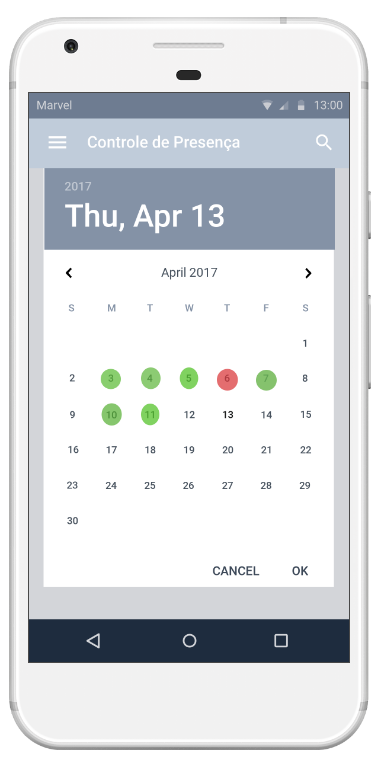 Marvel 13:00
Controle de Presença
2017
Thu, Apr 13
April 2017
S M T W T F S
1
2 3 4 5 6 7 8
9 10 11 12 13 14 15
16 17 18 19 20 21 22
23 24 25 26 27 28 29
30
CANCEL OK